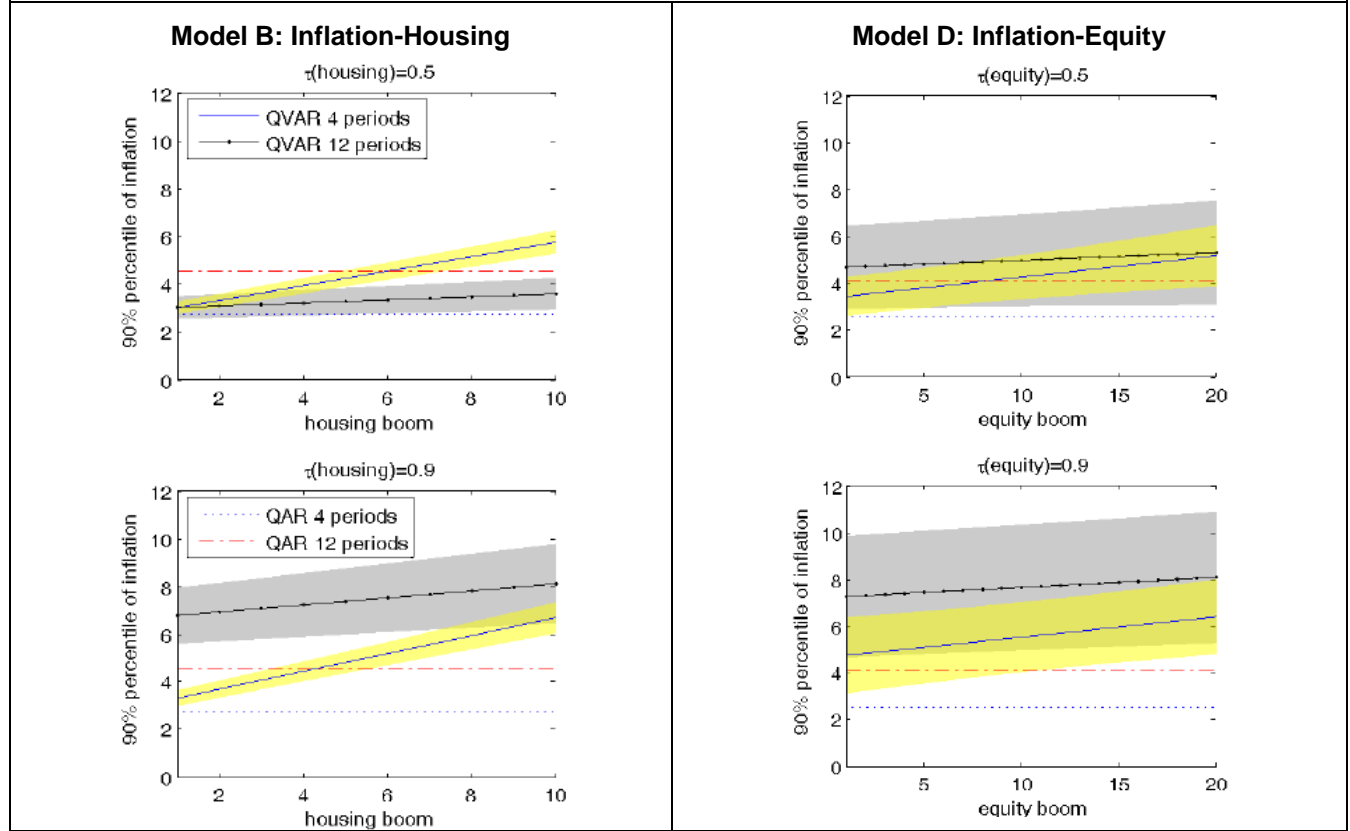 Model B: Inflation-Housing
τ(housing)=0.5
12
10
8
6
4
2
0
90% percentile of inflation
QVAR 4 periods
QVAR 12 periods
2
4
6
8
10
housing boom
τ(housing)=0.9
12
10
8
6
4
2
0
90% percentile of inflation
QAR 4 periods
QAR 12 periods
2
4
6
8
10
housing boom
Model D: Inflation-Equity
τ(equity)=0.5
12
10
8
6
4
2
0
90% percentile of inflation
5
10
15
20
equity boom
τ(equity)=0.9
12
10
8
6
4
2
0
90% percentile of inflation
5
10
15
20
equity boom